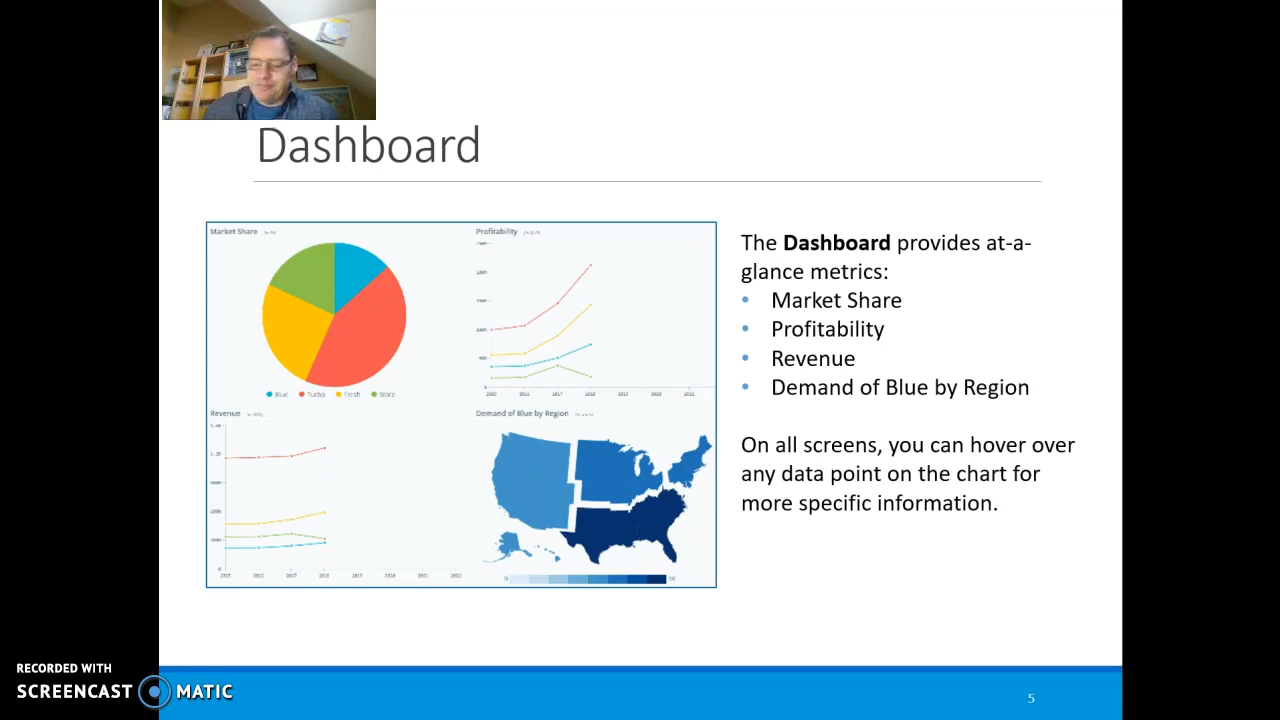 Dashboard
Market Share
Profitability
Blue Turbo Fresh Store
Revenue
Demand of Blue by Region
The Dashboard provides at-a-
glance metrics:
• Market Share
• Profitability
• Revenue
• Demand of Blue by Region
On all screens, you can hover over
any data point on the chart for
more specific information.
RECORDED WITH
SCREENCAST MATIC
5